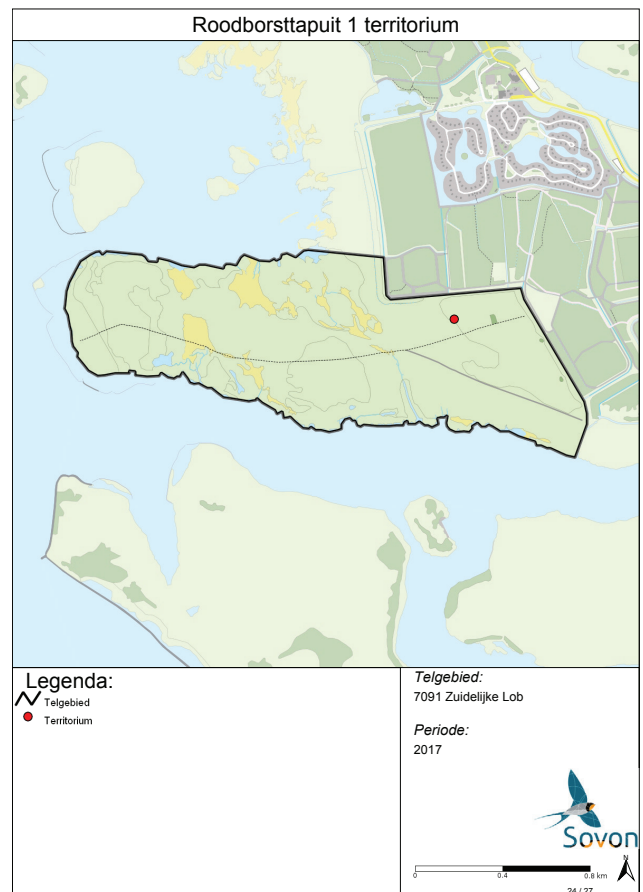 Roodborsttapuit 1 territorium
Legenda:
Telgebied
Territorium
Telgebied:
7091 Zuidelijke Lob
Periode:
2017
Sovon
N
0 0.4 0.8 km
24 / 27